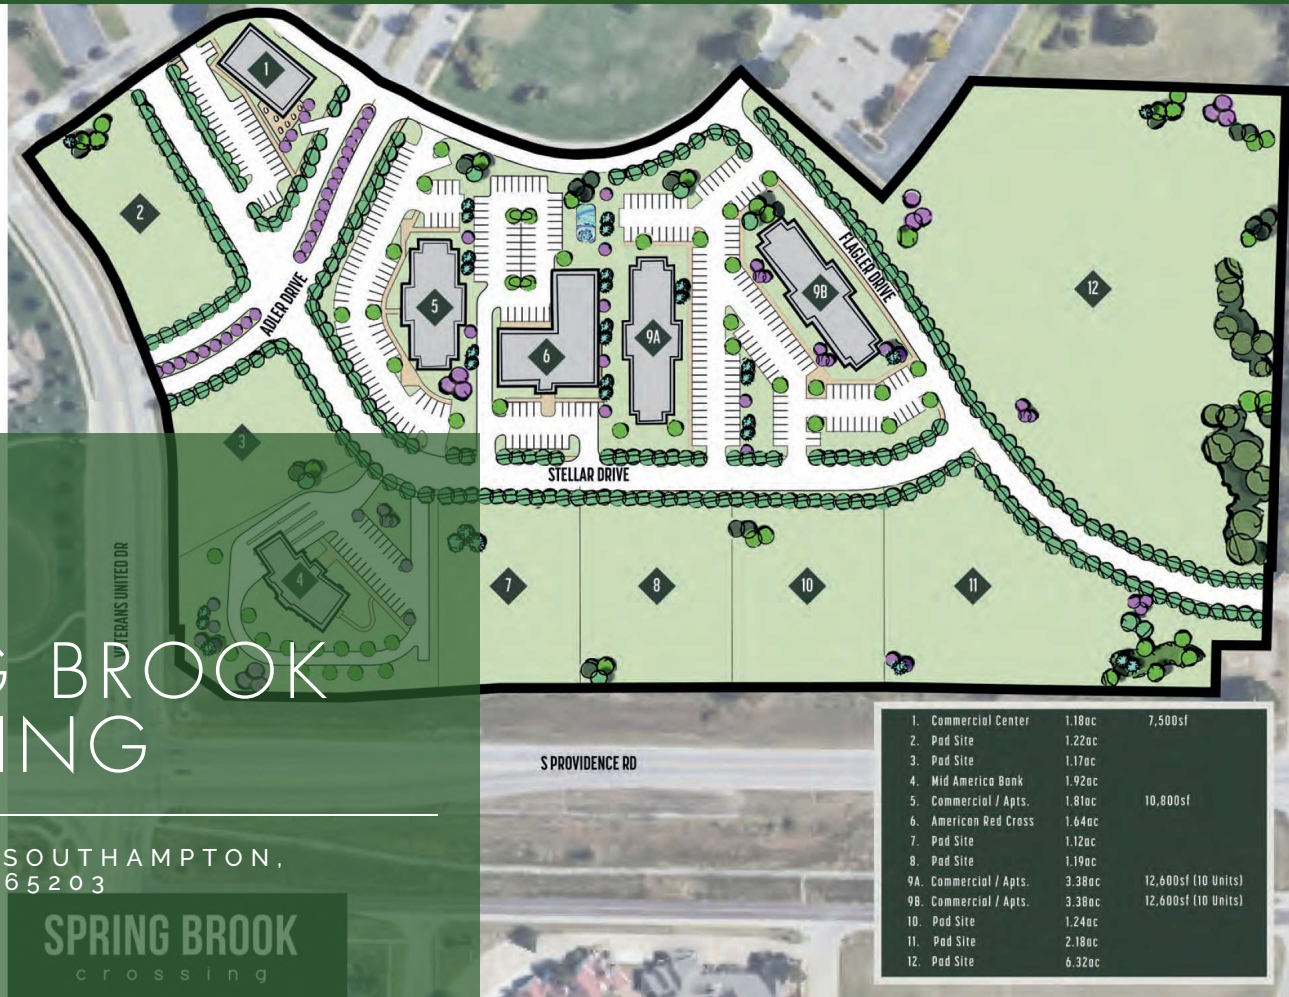 1
2
12
FLAGLER DRIVE
ADLER DRIVE
5
9B
9A
6
3
STELLAR DRIVE
4
7
8
10
11
VETERANS UNITED DR
G BROOK
ING
S PROVIDENCE RD
SOUTHAMPTON,
65203
SPRING BROOK
crossing
1. Commercial Center 1.18ac 7,500sf
2. Pad Site 1.22ac
3. Pad Site 1.17ac
4. Mid America Bank 1.92ac
5. Commercial / Apts. 1.81ac 10,800sf
6. American Red Cross 1.64ac
7. Pad Site 1.12ac
8. Pad Site 1.19ac
9A. Commercial / Apts. 3.38ac 12,600sf (10 Units)
9B. Commercial / Apts. 3.38ac 12,600sf (10 Units)
10. Pad Site 1.24ac
11. Pad Site 2.18ac
12. Pad Site 6.32ac